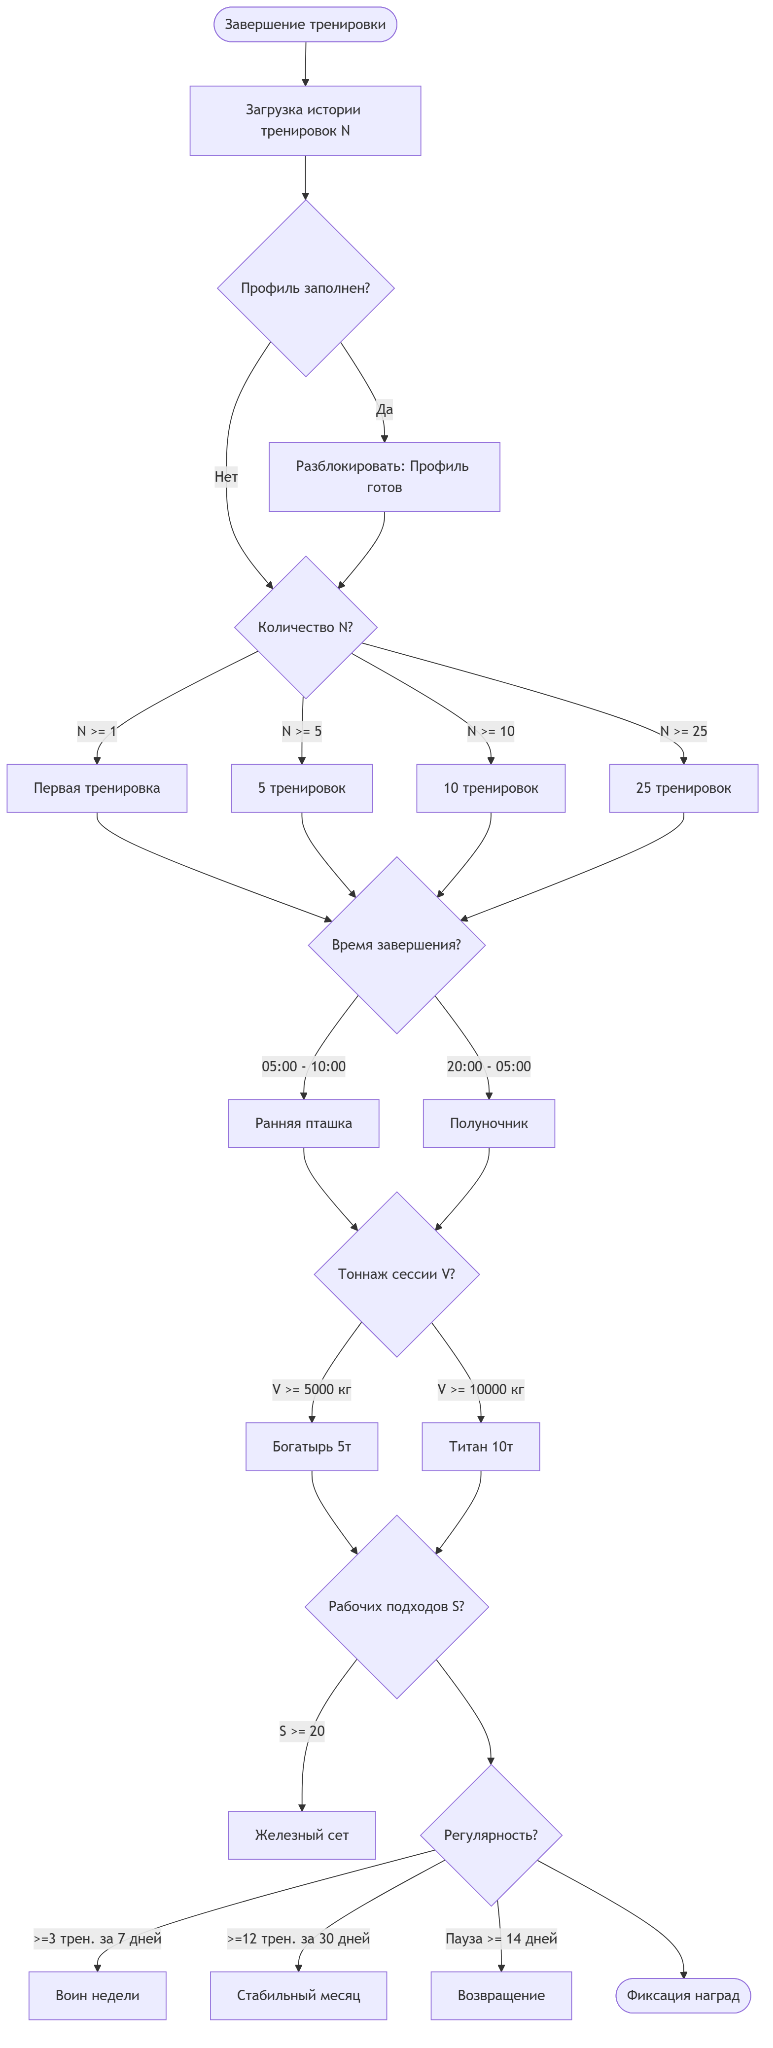 Завершение тренировки
Загрузка истории
тренировок N
Профиль заполнен?
Да
Нет
Разблокировать: Профиль
готов
Количество N?
N >= 1
N >= 5
N >= 10
N >= 25
Первая тренировка
5 тренировок
10 тренировок
25 тренировок
Время завершения?
05:00 - 10:00
20:00 - 05:00
Ранняя пташка
Полуночник
Тоннаж сессии V?
V >= 5000 кг
V >= 10000 кг
Богатырь 5т
Титан 10т
Рабочих подходов S?
S >= 20
Железный сет
Регулярность?
>=3 трен. за 7 дней
>=12 трен. за 30 дней
Пауза >= 14 дней
Воин недели
Стабильный месяц
Возвращение
Фиксация наград